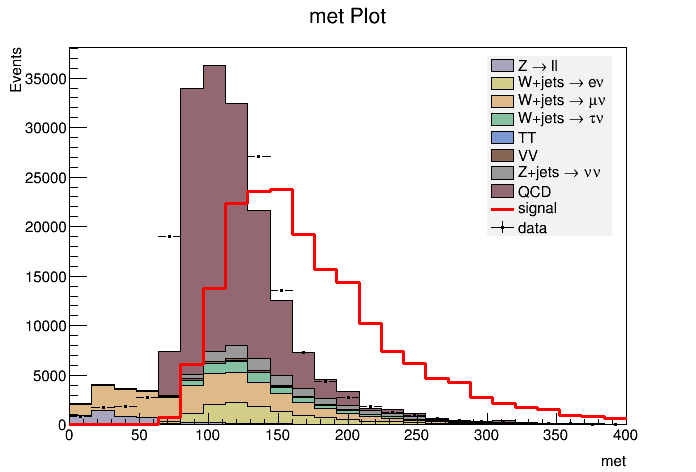 met Plot
Events
35000
30000
25000
20000
15000
10000
5000
0
Z → ll
W+jets → eν
W+jets → μν
W+jets → τν
TT
VV
Z+jets → νν
QCD
signal
data
0 50 100 150 200 250 300 350 400
met